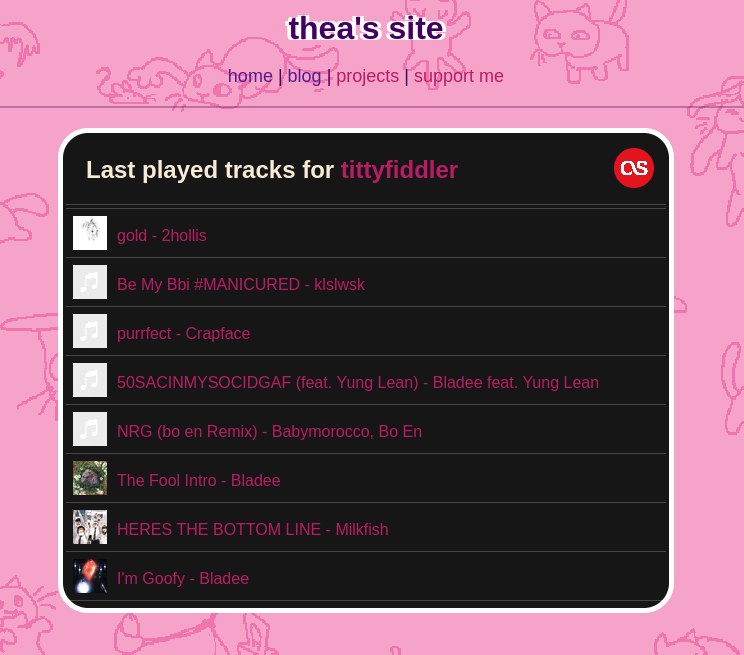 thea's site
home | blog | projects | support me
Last played tracks for tittyfiddler
gold - 2hollis
Be My Bbi #MANICURED - klslwsk
purrfect - Crapface
50SACINMYSOCIDGAF (feat. Yung Lean) - Bladee feat. Yung Lean
NRG (bo en Remix) - Babymorocco, Bo En
The Fool Intro - Bladee
HERES THE BOTTOM LINE - Milkfish
I'm Goofy - Bladee